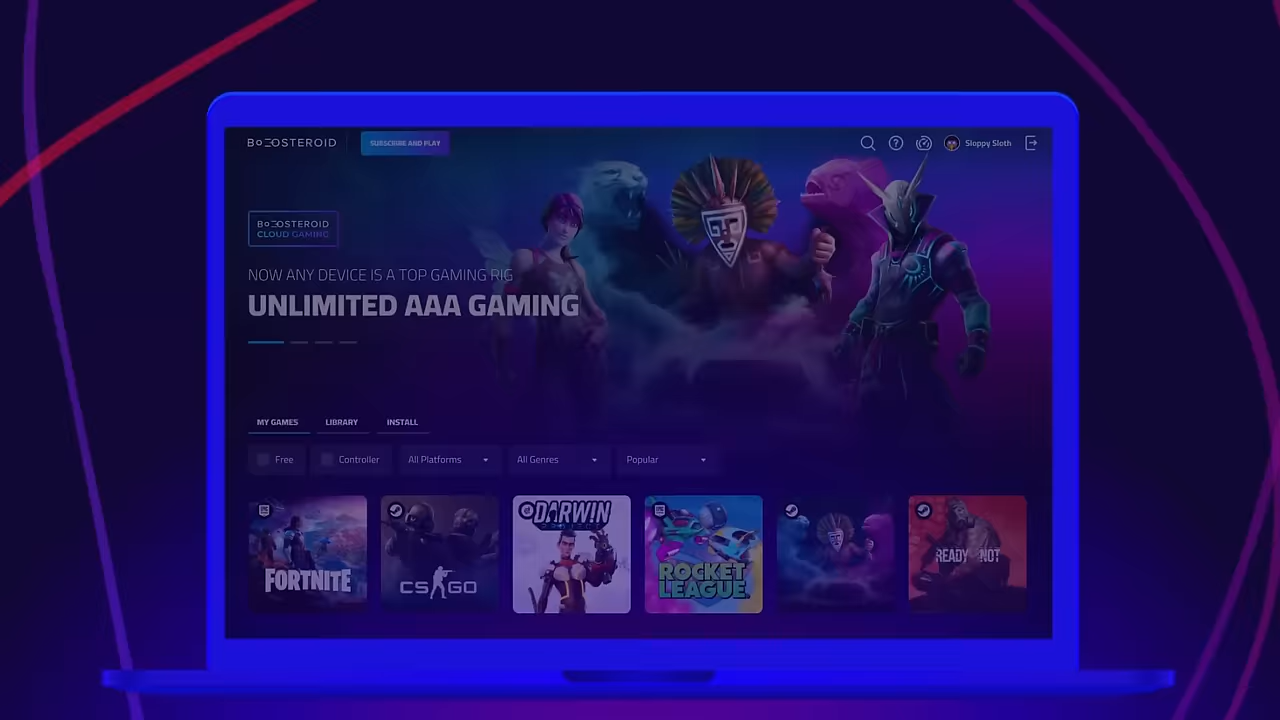 BOOSTEROID
SUBSCRIBE AND PLAY
Sloppy Sloth
BOOSTEROID
CLOUD GAMING
NOW ANY DEVICE IS A TOP GAMING RIG
UNLIMITED AAA GAMING
MY GAMES
LIBRARY
INSTALL
Free
Controller
All Platforms
All Genres
Popular
FORTNITE
CS GO
DARWIN
PROJECT
ROCKET
LEAGUE
READY NOT